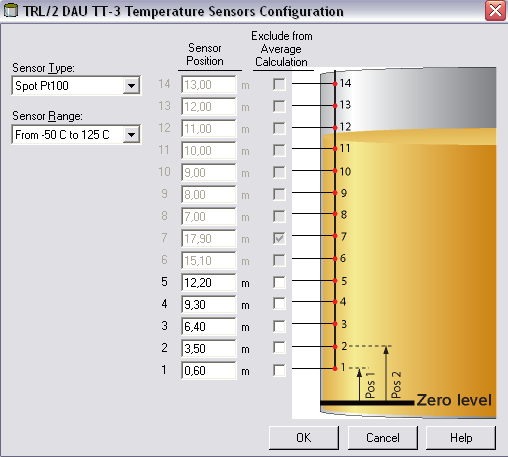 TRL/2 DAU TT-3 Temperature Sensors Configuration
Sensor Type:
Spot Pt100
Sensor Range:
From -50 C to 125 C
Sensor Position
Exclude from Average Calculation
14 13,00 m
13 12,00 m
12 11,00 m
11 10,00 m
10 9,00 m
9 8,00 m
8 7,00 m
7 17,90 m
6 15,10 m
5 12,20 m
4 9,30 m
3 6,40 m
2 3,50 m
1 0,60 m
14
13
12
11
10
9
8
7
6
5
4
3
2
1
Pos 1
Pos 2
Zero level
OK
Cancel
Help